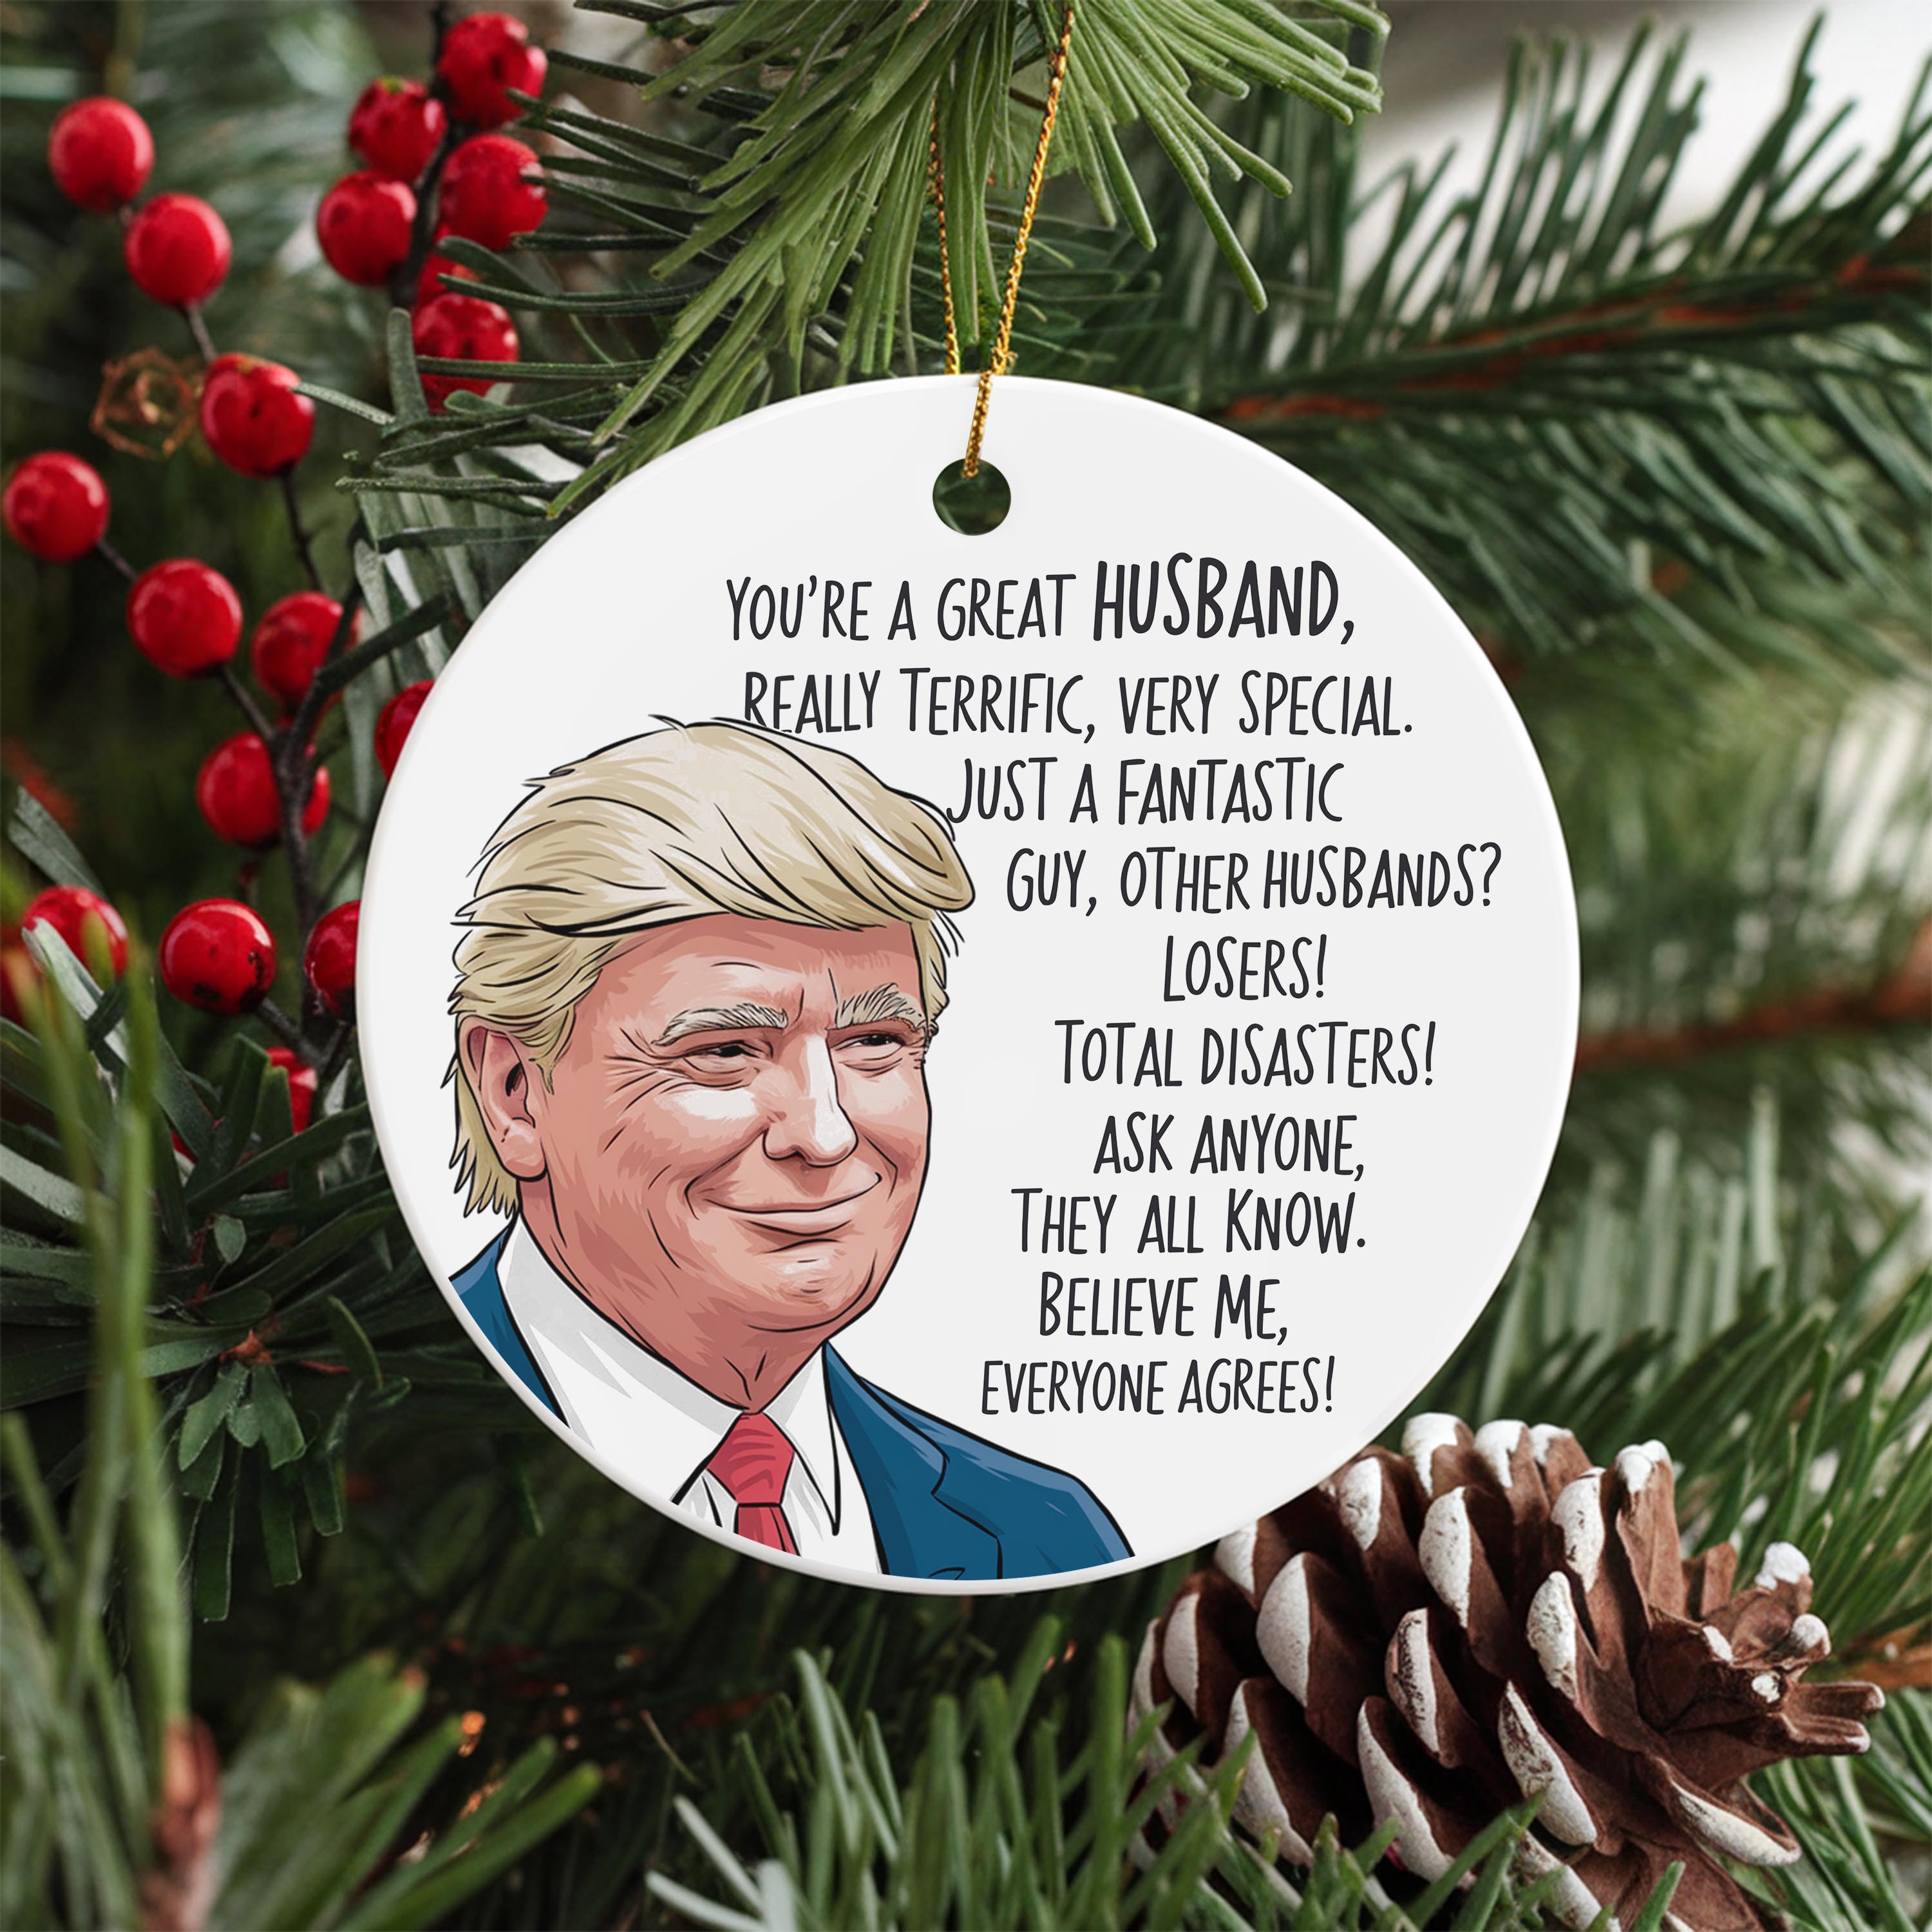 YOU'RE A GREAT HUSBAND,
REALLY TERRIFIC, VERY SPECIAL.
JUST A FANTASTIC
GUY, OTHER HUSBANDS?
LOSERS!
TOTAL DISASTERS!
ASK ANYONE,
THEY ALL KNOW.
BELIEVE ME,
EVERYONE AGREES!